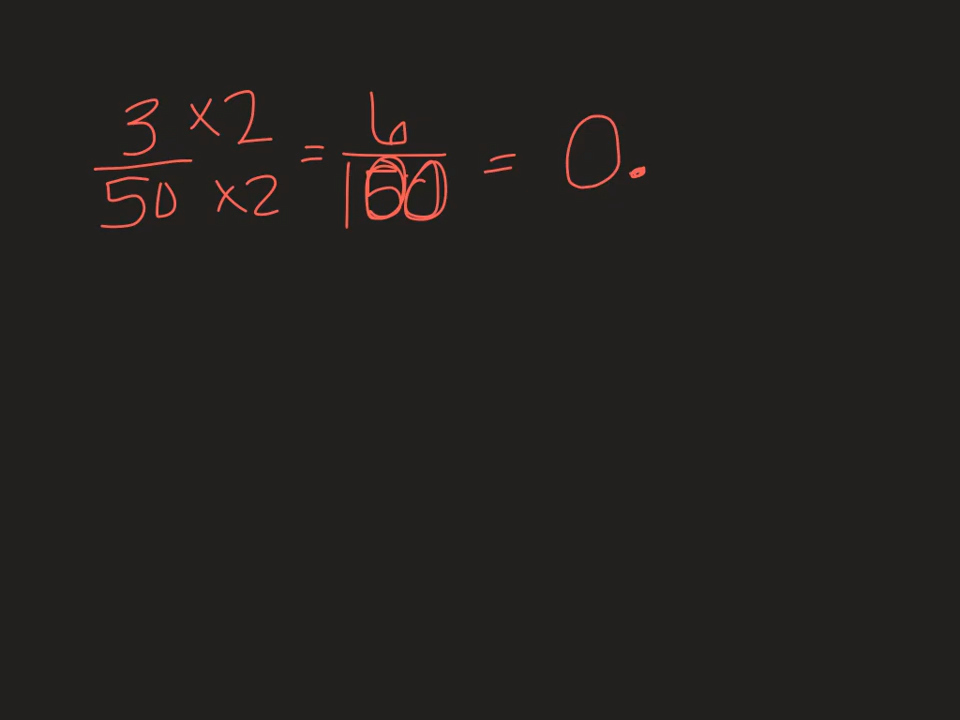 3 ×2 / 50 ×2 = 6 / 100 = 0.